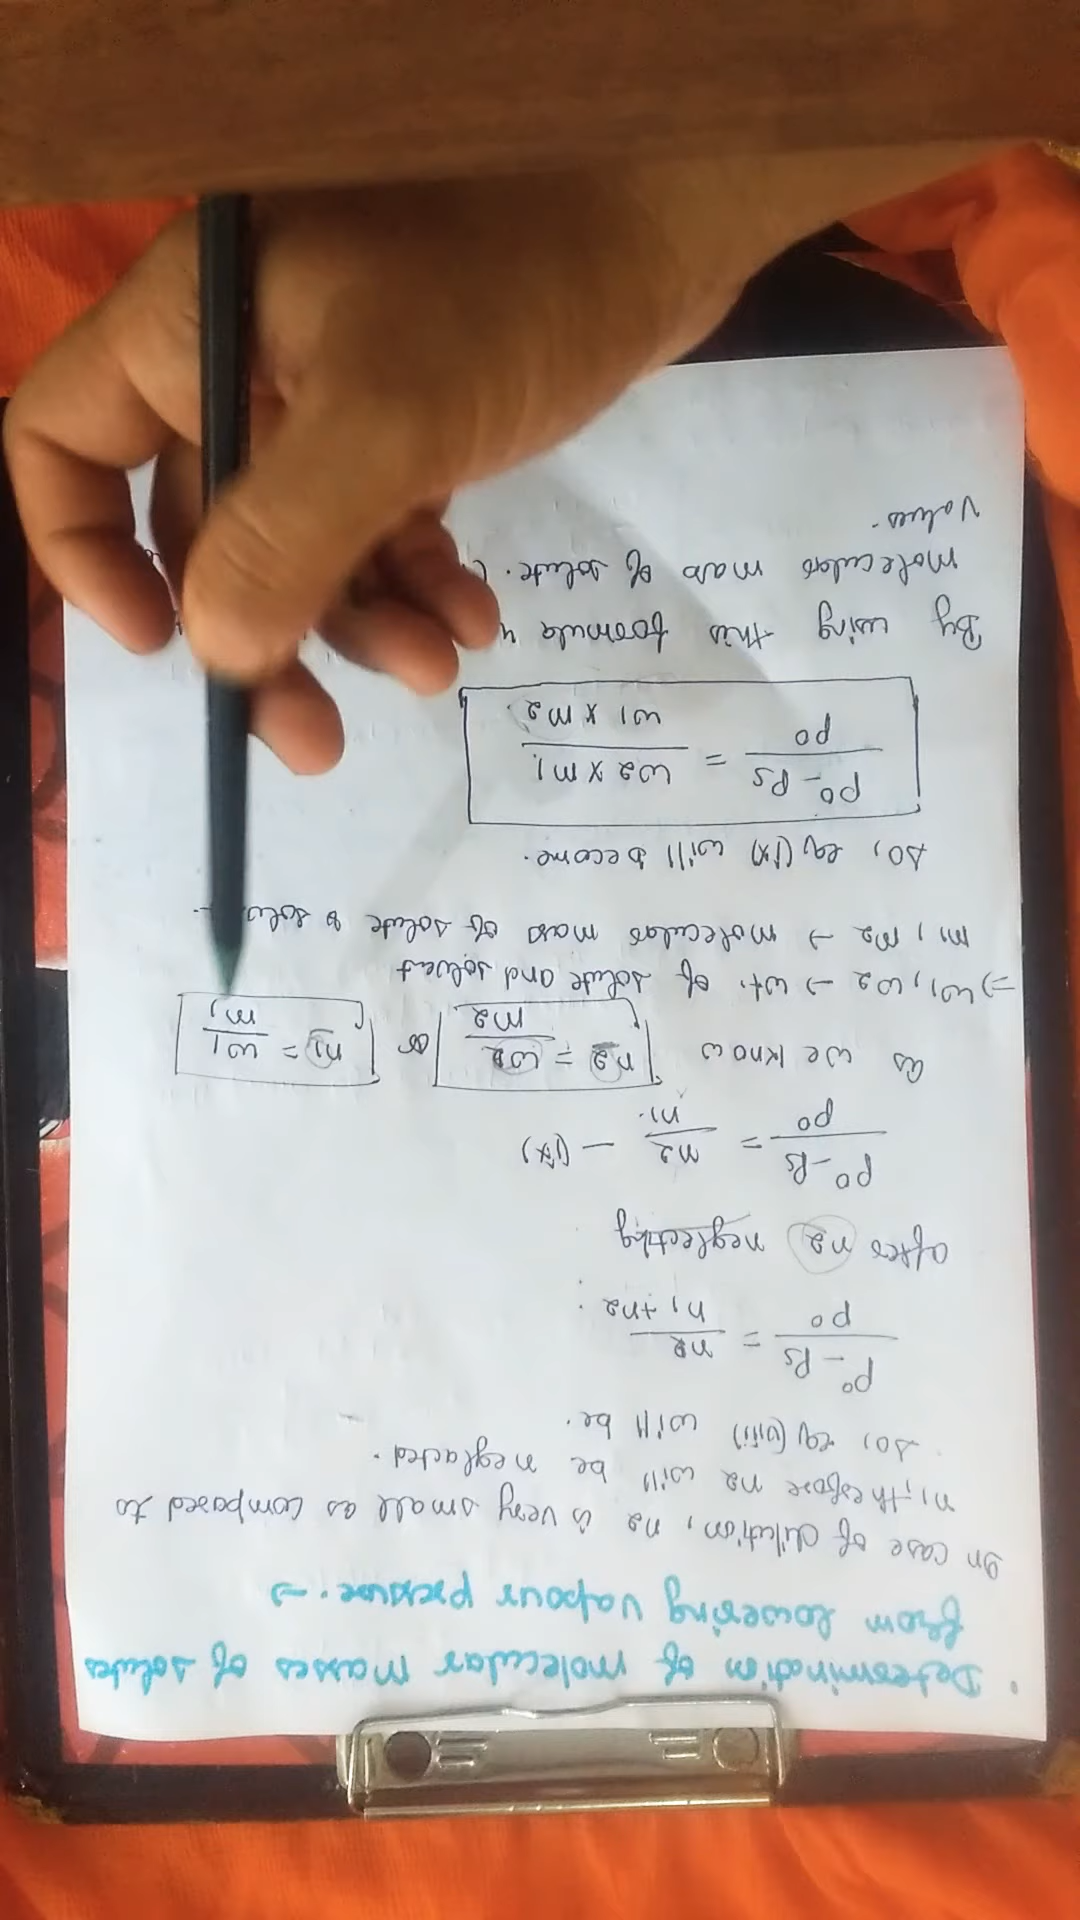 • Determination of molecular masses of solutes
from lowering vapour pressure. →
In case of dilution, n2 is very small as compared to
n1, therefore n2 will be neglected.
so, eq (viii) will be.
p° - Ps / p° = n2 / n1 + n2
after n2 neglecting
p° - Ps / p° = n2 / n1 - (ix)
as we know n2 = w2 / m2 or n1 = w1 / m1
⇒ w1, w2 → wt. of solute and solvent
m1, m2 → molecular mass of solute &
so, eq (ix) will become.
p° - Ps / p° = w2 x m1 / w1 x m2
By using this formula
molecular mass of solute.
values.